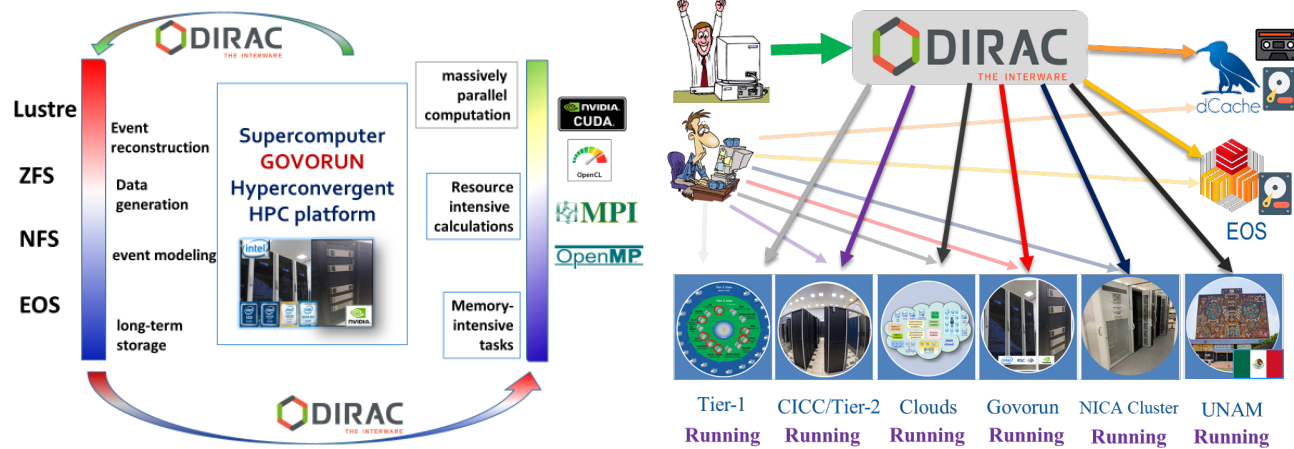 DIRAC
THE INTERWARE
Lustre
ZFS
NFS
EOS
Event
reconstruction
Data
generation
event modeling
long-term
storage
Supercomputer
GOVORUN
Hyperconvergent
HPC platform
intel
NVIDIA
massively
parallel
computation
Resource
intensive
calculations
Memory-
intensive
tasks
NVIDIA.
CUDA.
OpenCL
MPI
OpenMP
DIRAC
THE INTERWARE
DIRAC
THE INTERWARE
dCache
EOS
Tier-1
CICC/Tier-2
Clouds
Govorun
NICA Cluster
UNAM
Running
Running
Running
Running
Running
Running